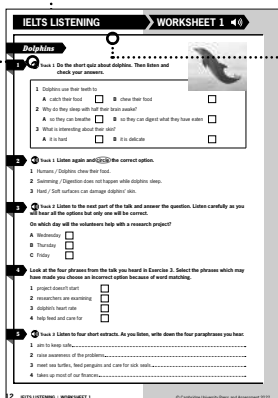 IELTS LISTENING WORKSHEET 1
Dolphins
1 Track 1 Do the short quiz about dolphins. Then listen and
check your answers.
1 Dolphins use their teeth to
A catch their food B chew their food
2 Why do they sleep with half their brain awake?
A so they can breathe B so they can digest what they have eaten
3 What is interesting about their skin?
A it is hard B it is delicate
2 Track 1 Listen again and circle the correct option.
1 Humans / Dolphins chew their food.
2 Swimming / Digestion does not happen while dolphins sleep.
3 Hard / Soft surfaces can damage dolphins' skin.
3 Track 2 Listen to the next part of the talk and answer the question. Listen carefully as you
will hear all the options but only one will be correct.
On which day will the volunteers help with a research project?
A Wednesday
B Thursday
C Friday
4 Look at the four phrases from the talk you heard in Exercise 3. Select the phrases which may
have made you choose an incorrect option because of word matching.
1 project doesn't start
2 researchers are examining
3 dolphin's heart rate
4 help feed and care for
5 Track 3 Listen to four short extracts. As you listen, write down the four paraphrases you hear.
1 aim to keep safe
2 raise awareness of the problems
3 meet sea turtles, feed penguins and care for sick seals
4 takes up most of our finances
12 IELTS LISTENING / WORKSHEET 1